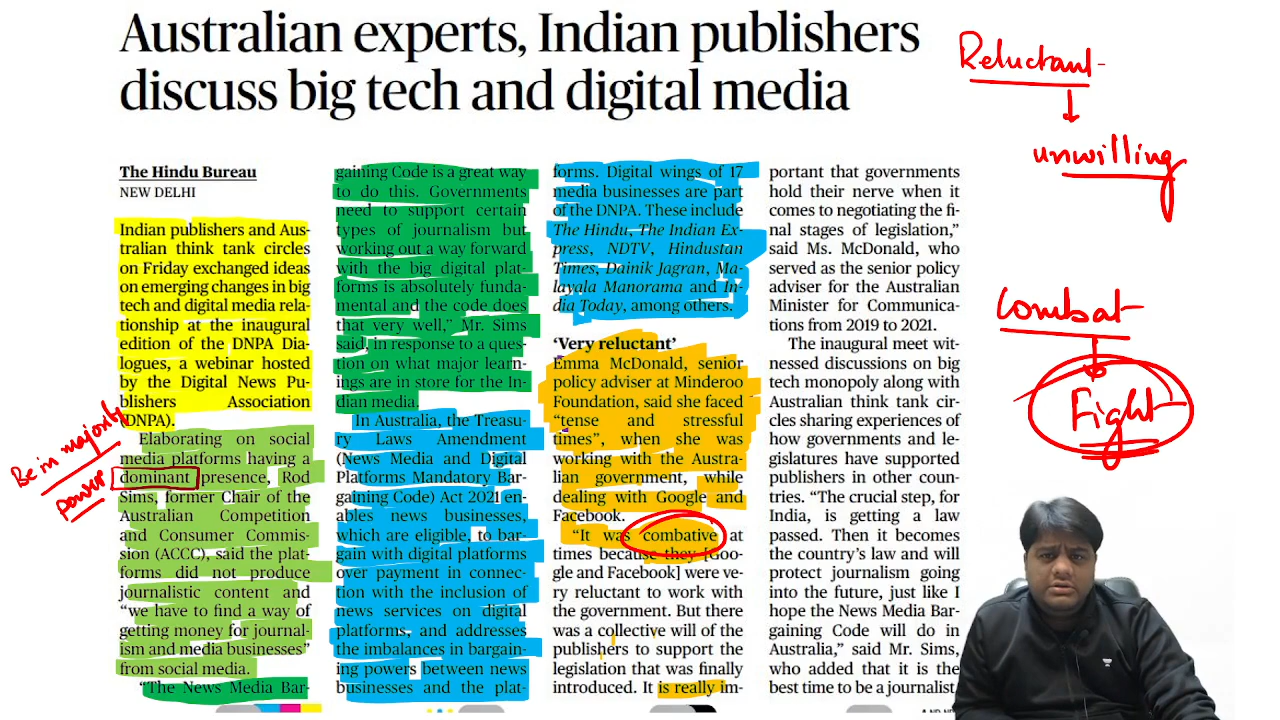 Australian experts, Indian publishers
discuss big tech and digital media
The Hindu Bureau
NEW DELHI
Indian publishers and Aus-
tralian think tank circles
on Friday exchanged ideas
on emerging changes in big
tech and digital media rela-
tionship at the inaugural
edition of the DNPA Dia-
logues, a webinar hosted
by the Digital News Pu-
blishers Association
(DNPA).
Elaborating on social
media platforms having a
dominant presence, Rod
Sims, former Chair of the
Australian Competition
and Consumer Commis-
sion (ACCC), said the plat-
forms did not produce
journalistic content and
“we have to find a way of
getting money for journal-
ism and media businesses”
from social media.
“The News Media Bar-
gaining Code is a great way
to do this. Governments
need to support certain
types of journalism but
working out a way forward
with the big digital plat-
forms is absolutely funda-
mental and the code does
that very well,” Mr. Sims
said, in response to a ques-
tion on what major learn-
ings are in store for the In-
dian media.
In Australia, the Treasu-
ry Laws Amendment
(News Media and Digital
Platforms Mandatory Bar-
gaining Code) Act 2021 en-
ables news businesses,
which are eligible, to bar-
gain with digital platforms
over payment in connec-
tion with the inclusion of
news services on digital
platforms, and addresses
the imbalances in bargain-
ing powers between news
businesses and the plat-
forms. Digital wings of 17
media businesses are part
of the DNPA. These include
The Hindu, The Indian Ex-
press, NDTV, Hindustan
Times, Dainik Jagran, Ma-
layala Manorama and In-
dia Today, among others.
‘Very reluctant’
Emma McDonald, senior
policy adviser at Minderoo
Foundation, said she faced
“tense and stressful
times”, when she was
working with the Austra-
lian government, while
dealing with Google and
Facebook.
“It was combative at
times because they [Goo-
gle and Facebook] were ve-
ry reluctant to work with
the government. But there
was a collective will of the
publishers to support the
legislation that was finally
introduced. It is really im-
portant that governments
hold their nerve when it
comes to negotiating the fi-
nal stages of legislation,”
said Ms. McDonald, who
served as the senior policy
adviser for the Australian
Minister for Communica-
tions from 2019 to 2021.
The inaugural meet wit-
nessed discussions on big
tech monopoly along with
Australian think tank cir-
cles sharing experiences of
how governments and le-
gislatures have supported
publishers in other coun-
tries. “The crucial step, for
India, is getting a law
passed. Then it becomes
the country’s law and will
protect journalism going
into the future, just like I
hope the News Media Bar-
gaining Code will do in
Australia,” said Mr. Sims,
who added that it is the
best time to be a journalist.
Be in majority
power
Reluctant
unwilling
Combat
Fight